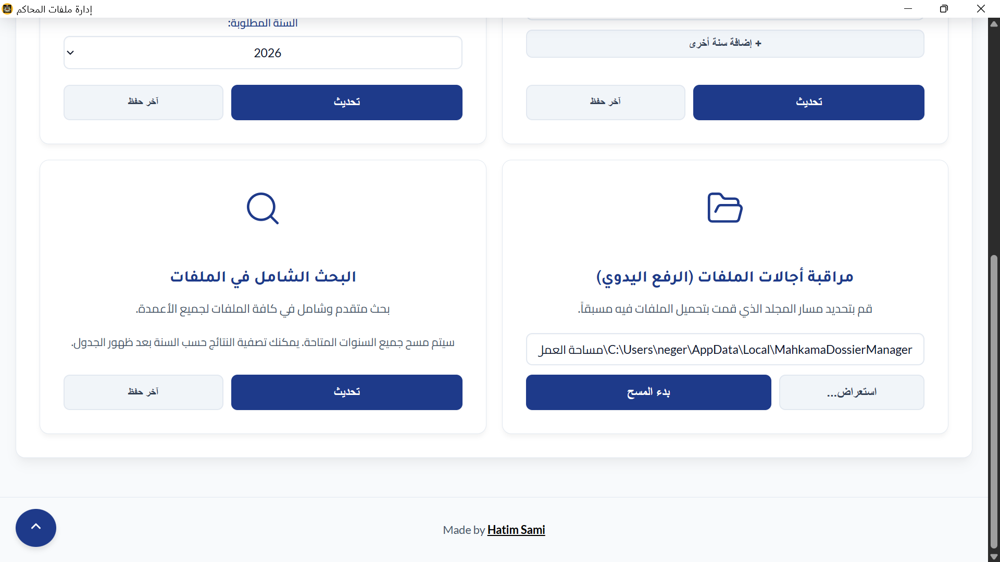 إدارة ملفات المحاكم
+ إضافة سنة أخرى
تحديث
آخر حفظ
السنة المطلوبة:
2026
تحديث
آخر حفظ
مراقبة أجالات الملفات (الرفع اليدوي)
قم بتحديد مسار المجلد الذي قمت بتحميل الملفات فيه مسبقاً.
C:\Users\neger\AppData\Local\MahkamaDossierManager\مساحة العمل
استعراض...
بدء المسح
البحث الشامل في الملفات
بحث متقدم وشامل في كافة الملفات لجميع الأعمدة.
سيتم مسح جميع السنوات المتاحة. يمكنك تصفية النتائج حسب السنة بعد ظهور الجدول.
تحديث
آخر حفظ
Made by Hatim Sami